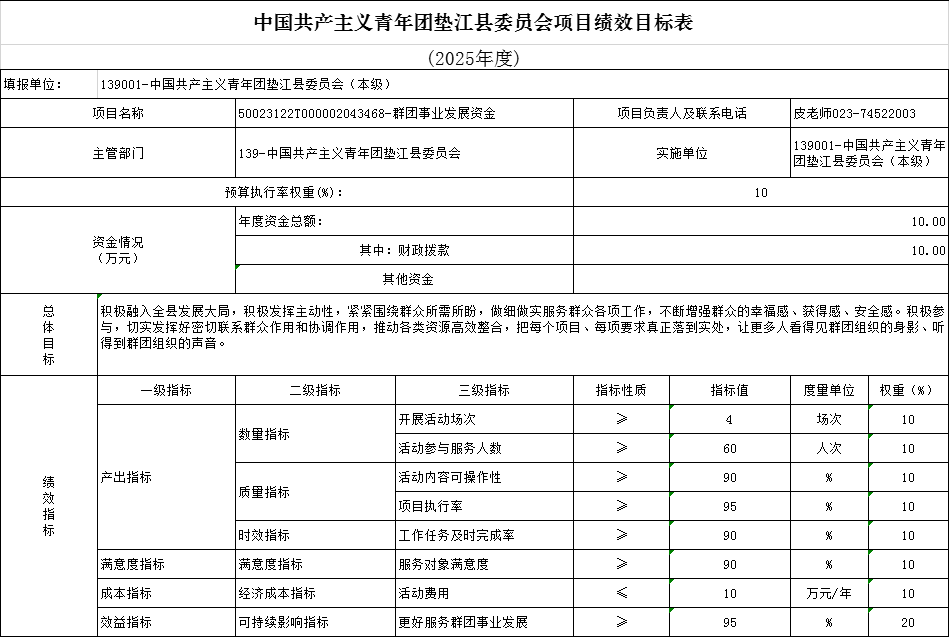 中国共产主义青年团垫江县委员会项目绩效目标表
(2025年度)
填报单位: 139001-中国共产主义青年团垫江县委员会（本级）
项目名称 50023122T000002043468-群团事业发展资金 项目负责人及联系电话 皮老师023-74522003
主管部门 139-中国共产主义青年团垫江县委员会 实施单位 139001-中国共产主义青年
团垫江县委员会（本级）
预算执行率权重(%): 10
资金情况
（万元）
年度资金总额: 10.00
其中: 财政拨款 10.00
其他资金
总体目标
积极融入全县发展大局，积极发挥主动性，紧紧围绕群众所需所盼，做细做实服务群众各项工作，不断增强群众的幸福感、获得感、安全感。积极参
与，切实发挥好密切联系群众作用和协调作用，推动各类资源高效整合，把每个项目、每项要求真正落到实处，让更多人看得见群团组织的身影、听
得到群团组织的声音。
绩效指标
一级指标 二级指标 三级指标 指标性质 指标值 度量单位 权重（%）
产出指标 数量指标 开展活动场次 ≥ 4 场次 10
活动参与服务人数 ≥ 60 人次 10
质量指标 活动内容可操作性 ≥ 90 % 10
项目执行率 ≥ 95 % 10
时效指标 工作任务及时完成率 ≥ 90 % 10
满意度指标 满意度指标 服务对象满意度 ≥ 90 % 10
成本指标 经济成本指标 活动费用 ≤ 10 万元/年 10
效益指标 可持续影响指标 更好服务群团事业发展 ≥ 95 % 20